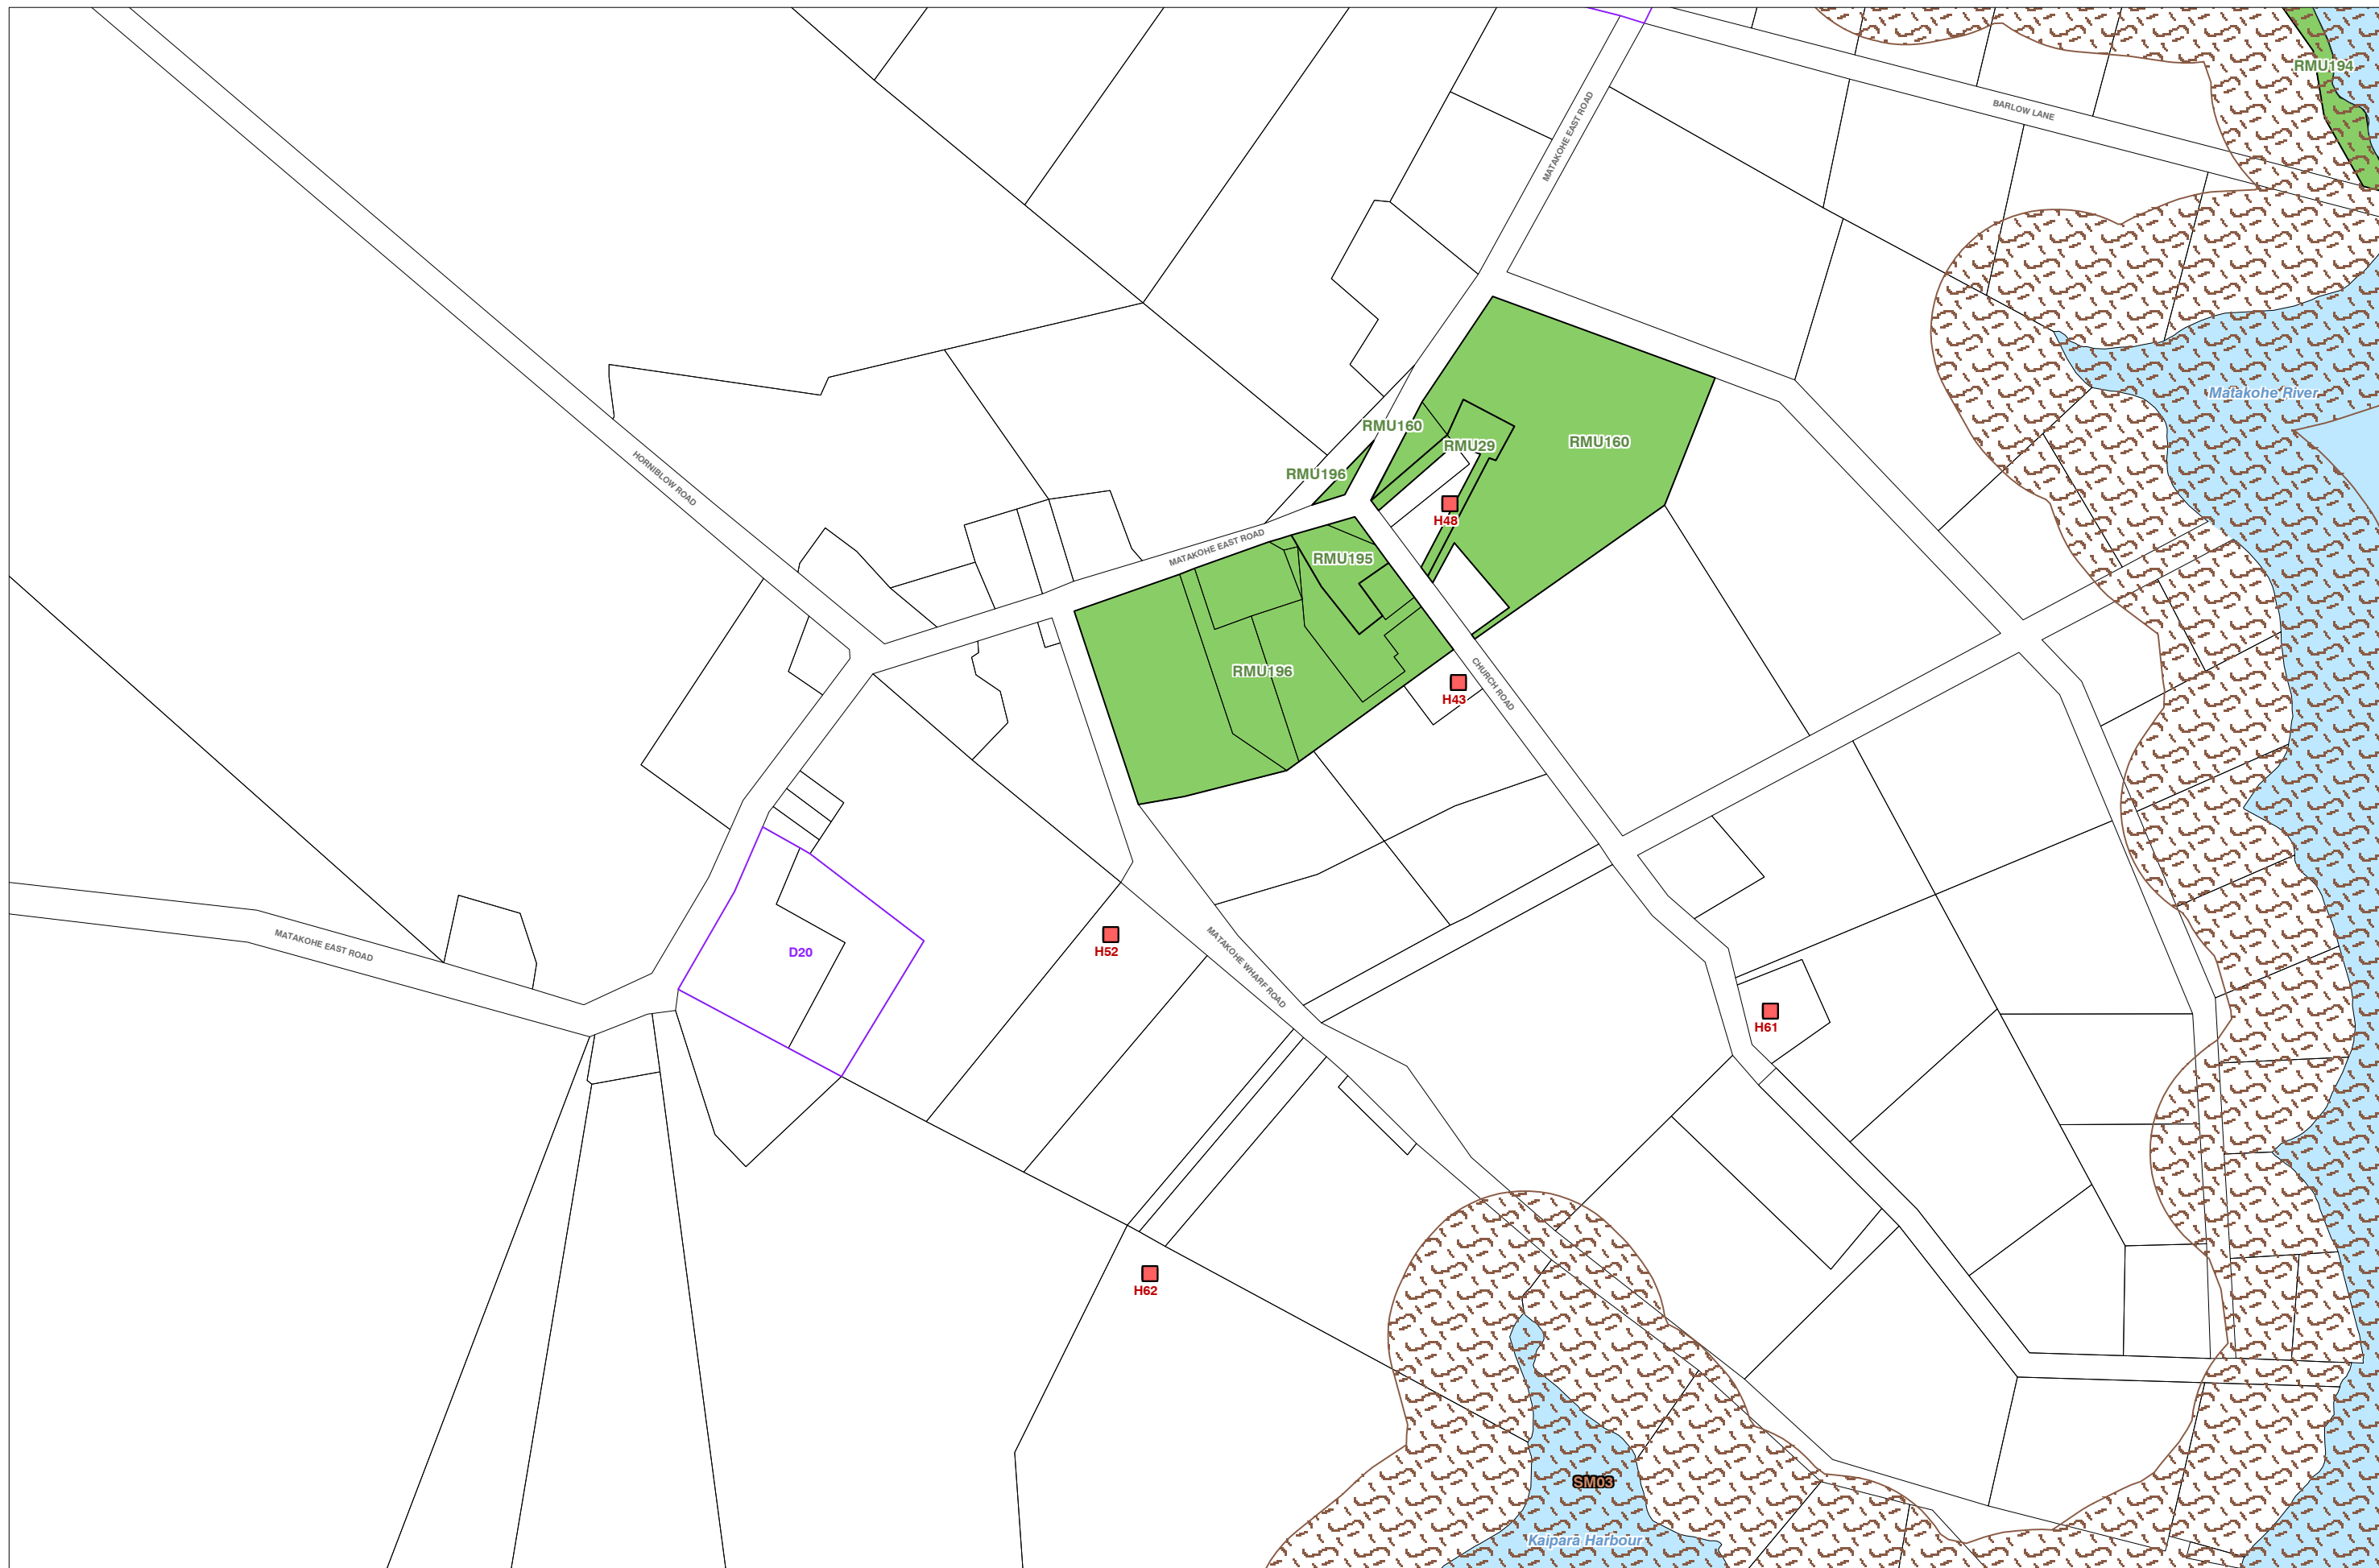 RMU194
BARLOW LANE
MATAKOHE EAST ROAD
Matakohe River
RMU160
RMU160
RMU29
RMU196
HORNIBLOW ROAD
H48
MATAKOHE EAST ROAD
RMU195
RMU196
CHURCH ROAD
H43
MATAKOHE EAST ROAD
D20
H52
MATAKOHE WHARF ROAD
H61
H62
SM03
Kaipara Harbour